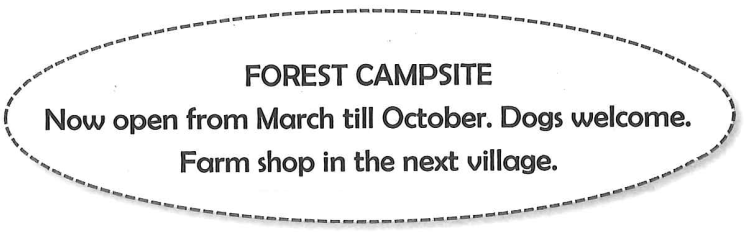 FOREST CAMPSITE
Now open from March till October. Dogs welcome.
Farm shop in the next village.